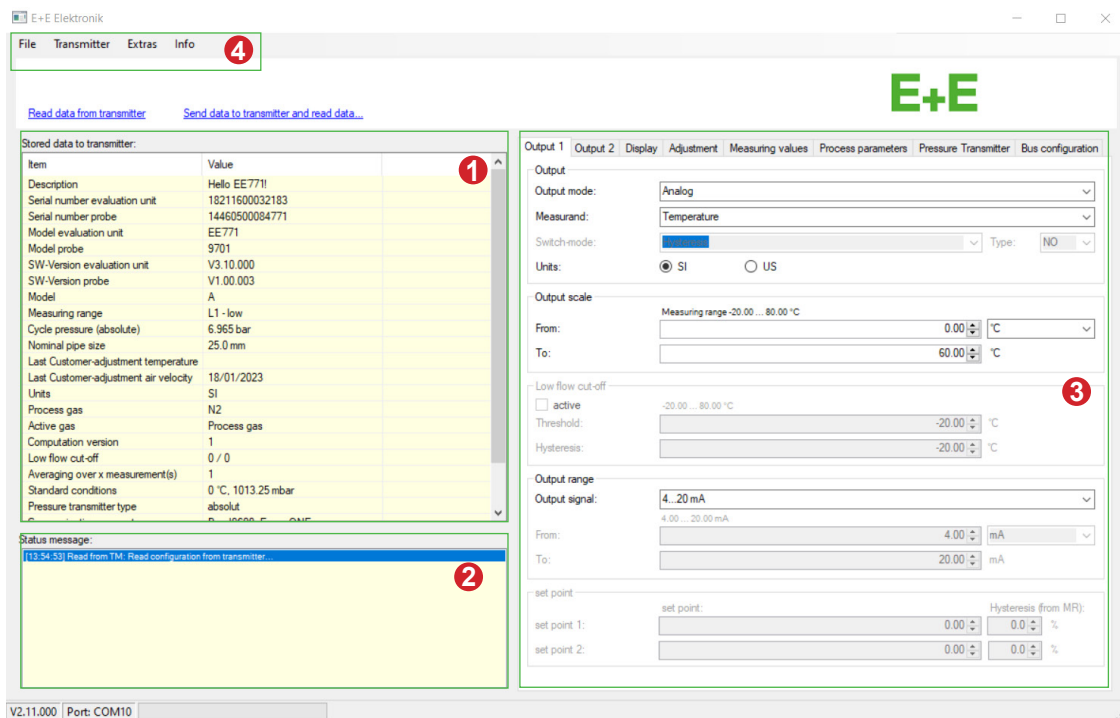 E+E Elektronik
File Transmitter Extras Info
4
E+E
Read data from transmitter Send data to transmitter and read data...
Stored data to transmitter:
Item Value
1
Description Hello EE771!
Serial number evaluation unit 18211600032183
Serial number probe 14460500084771
Model evaluation unit EE771
Model probe 9701
SW-Version evaluation unit V3.10.000
SW-Version probe V1.00.003
Model A
Measuring range L1 - low
Cycle pressure (absolute) 6.965 bar
Nominal pipe size 25.0 mm
Last Customer-adjustment temperature
Last Customer-adjustment air velocity 18/01/2023
Units SI
Process gas N2
Active gas Process gas
Computation version 1
Low flow cut-off 0 / 0
Averaging over x measurement(s) 1
Standard conditions 0 °C, 1013.25 mbar
Pressure transmitter type absolut
Status message:
[13:54:53] Read from TM: Read configuration from transmitter...
2
Output 1 Output 2 Display Adjustment Measuring values Process parameters Pressure Transmitter Bus configuration
Output
Output mode: Analog
Measurand: Temperature
Switch-mode: Hysteresis Type: NO
Units: SI US
Output scale
Measuring range -20.00 ... 80.00 °C
From: 0.00 °C
To: 60.00 °C
3
Low flow cut-off
active -20.00 ... 80.00 °C
Threshold: -20.00 °C
Hysteresis: -20.00 °C
Output range
Output signal: 4...20 mA
4.00 ... 20.00 mA
From: 4.00 mA
To: 20.00 mA
set point
set point: Hysteresis (from MR):
set point 1: 0.00 0.0 %
set point 2: 0.00 0.0 %
V2.11.000 Port: COM10